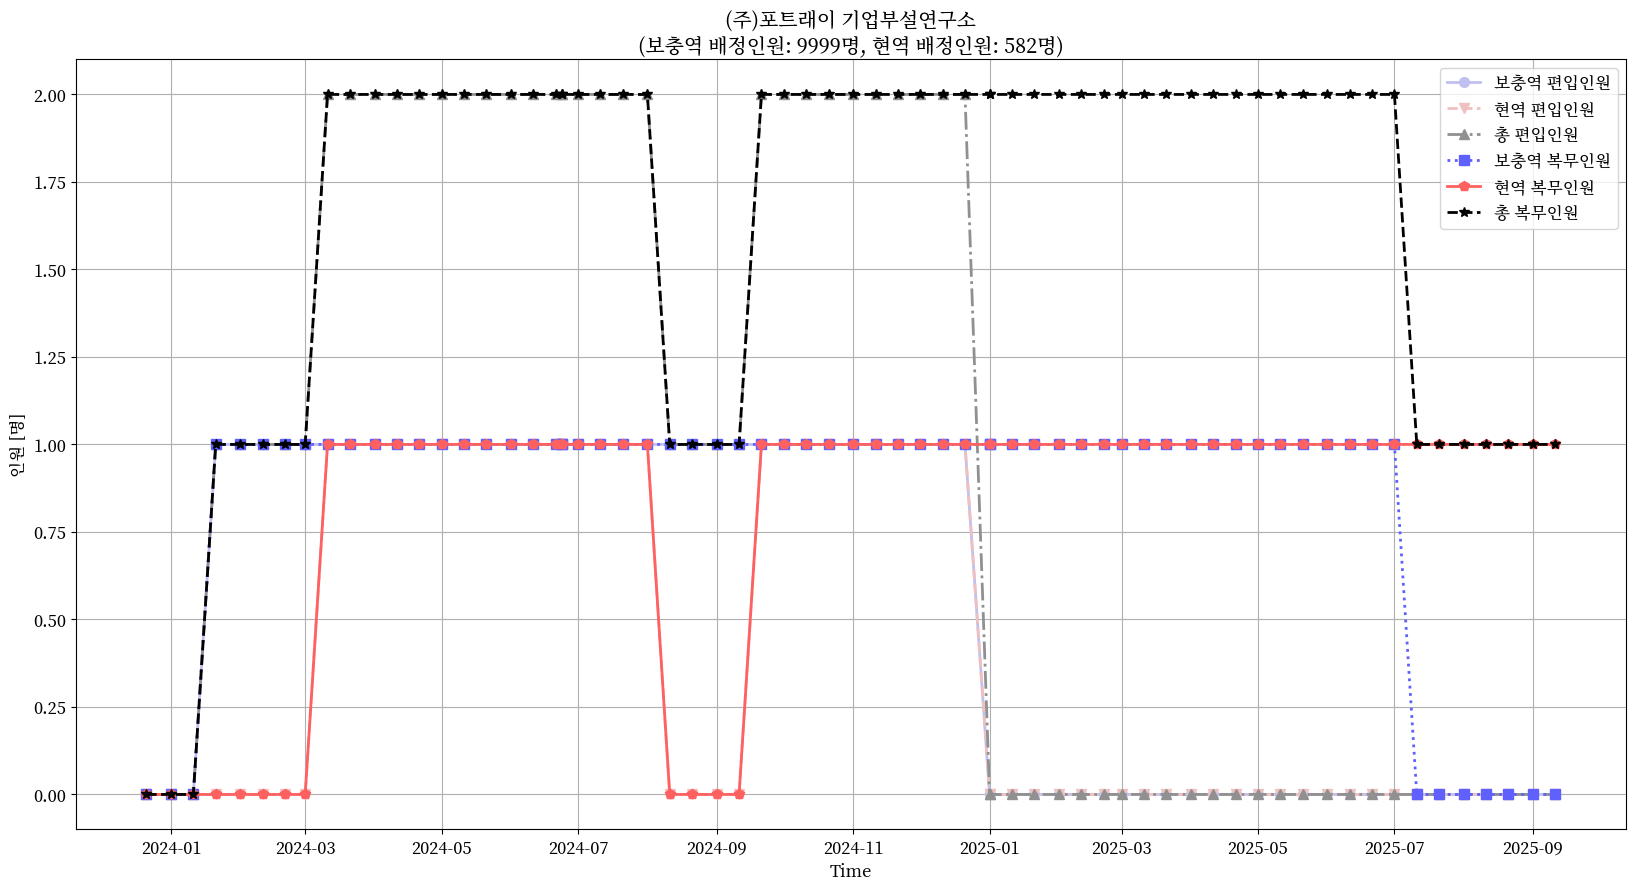 (주)포트래이 기업부설연구소
(보충역 배정인원: 9999명, 현역 배정인원: 582명)
보충역 편입인원
현역 편입인원
총 편입인원
보충역 복무인원
현역 복무인원
총 복무인원
인원 [명]
2.00
1.75
1.50
1.25
1.00
0.75
0.50
0.25
0.00
2024-01
2024-03
2024-05
2024-07
2024-09
2024-11
2025-01
2025-03
2025-05
2025-07
2025-09
Time